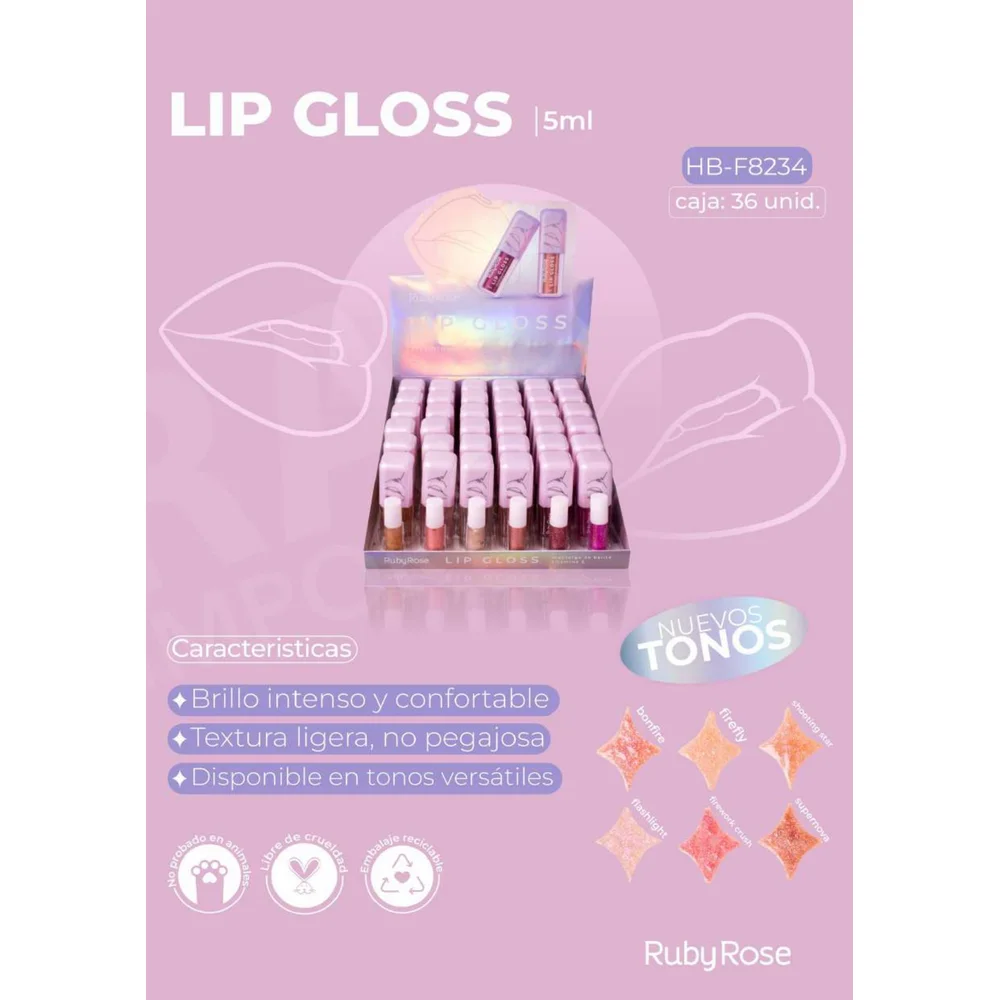 LIP GLOSS | 5ml
HB-F8234
caja: 36 unid.
RubyRose
LIP GLOSS
RubyRose LIP GLOSS
Caracteristicas
Brillo intenso y confortable
Textura ligera, no pegajosa
Disponible en tonos versátiles
No probado en animales
Libre de crueldad
Embalaje reciclable
NUEVOS
TONOS
bonfire
firefly
shooting star
flashlight
firework crush
supernova
RubyRose